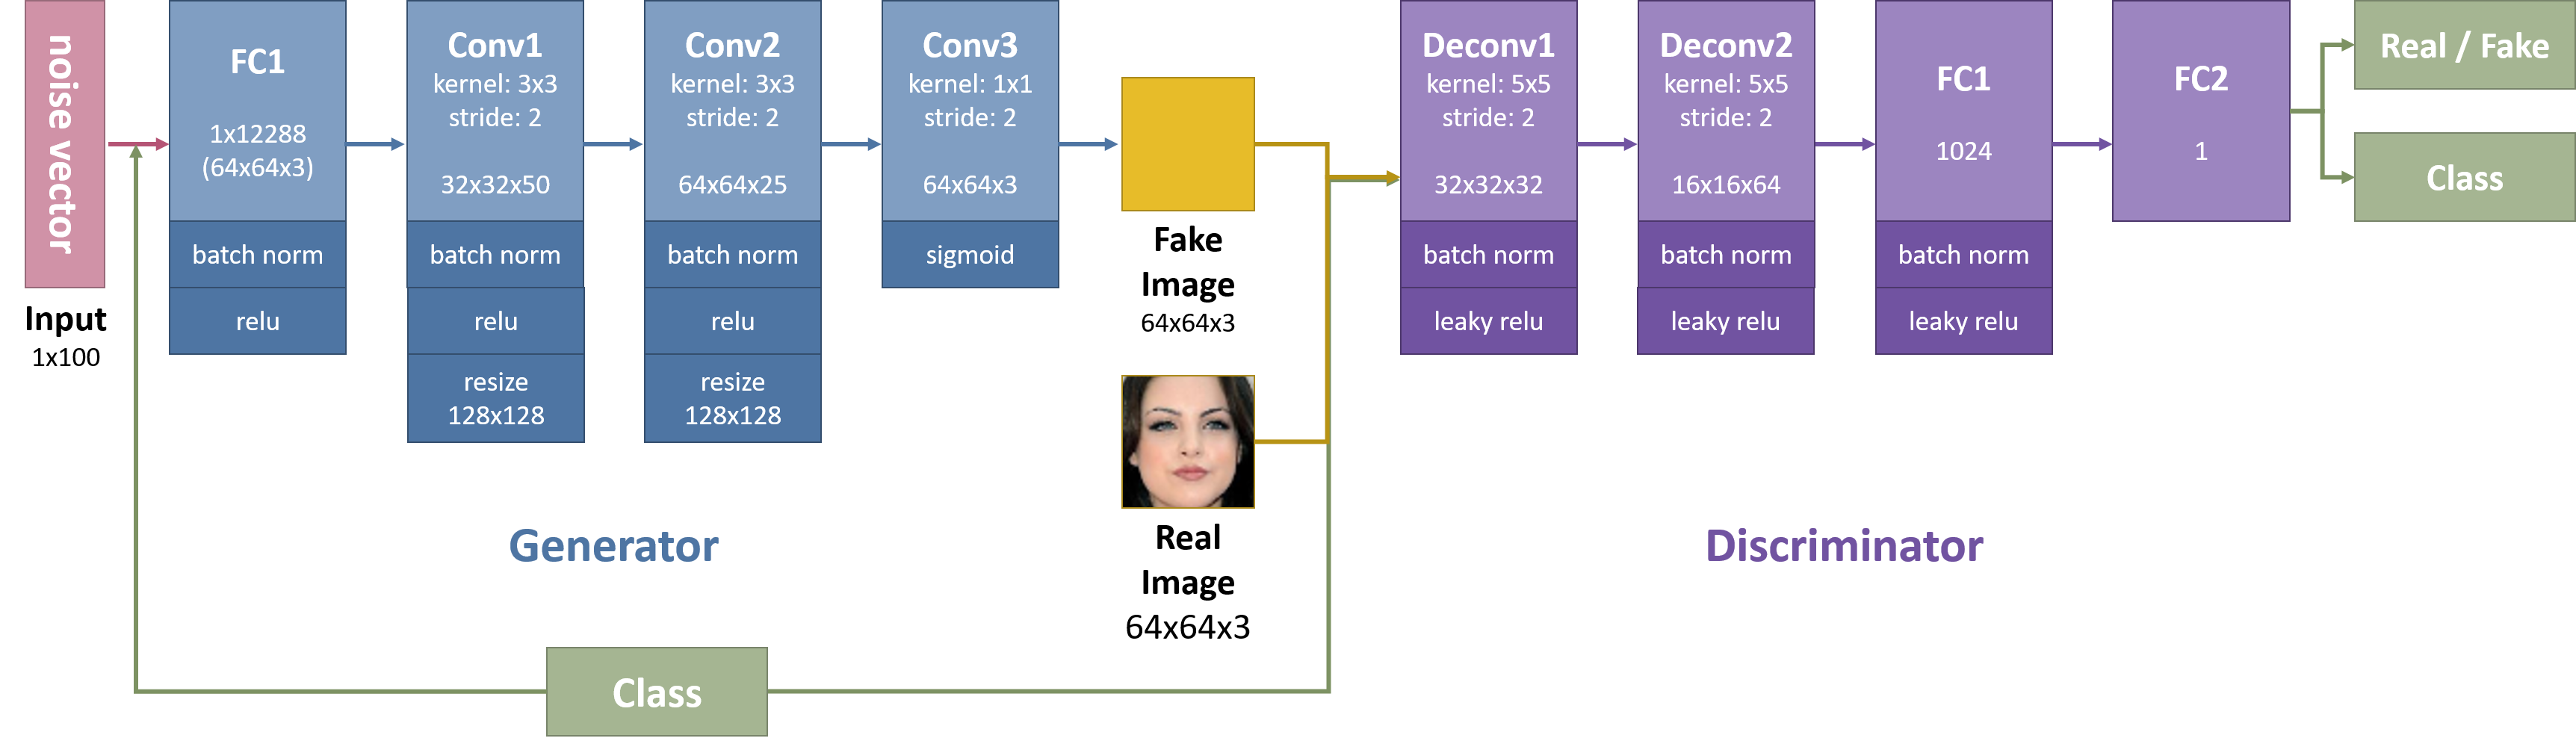 noise vector
Input
1x100
FC1
1x12288
(64x64x3)
batch norm
relu
Conv1
kernel: 3x3
stride: 2
32x32x50
batch norm
relu
resize
128x128
Conv2
kernel: 3x3
stride: 2
64x64x25
batch norm
relu
resize
128x128
Conv3
kernel: 1x1
stride: 2
64x64x3
sigmoid
Fake
Image
64x64x3
Real
Image
64x64x3
Deconv1
kernel: 5x5
stride: 2
32x32x32
batch norm
leaky relu
Deconv2
kernel: 5x5
stride: 2
16x16x64
batch norm
leaky relu
FC1
1024
batch norm
leaky relu
FC2
1
Real / Fake
Class
Generator
Discriminator
Class